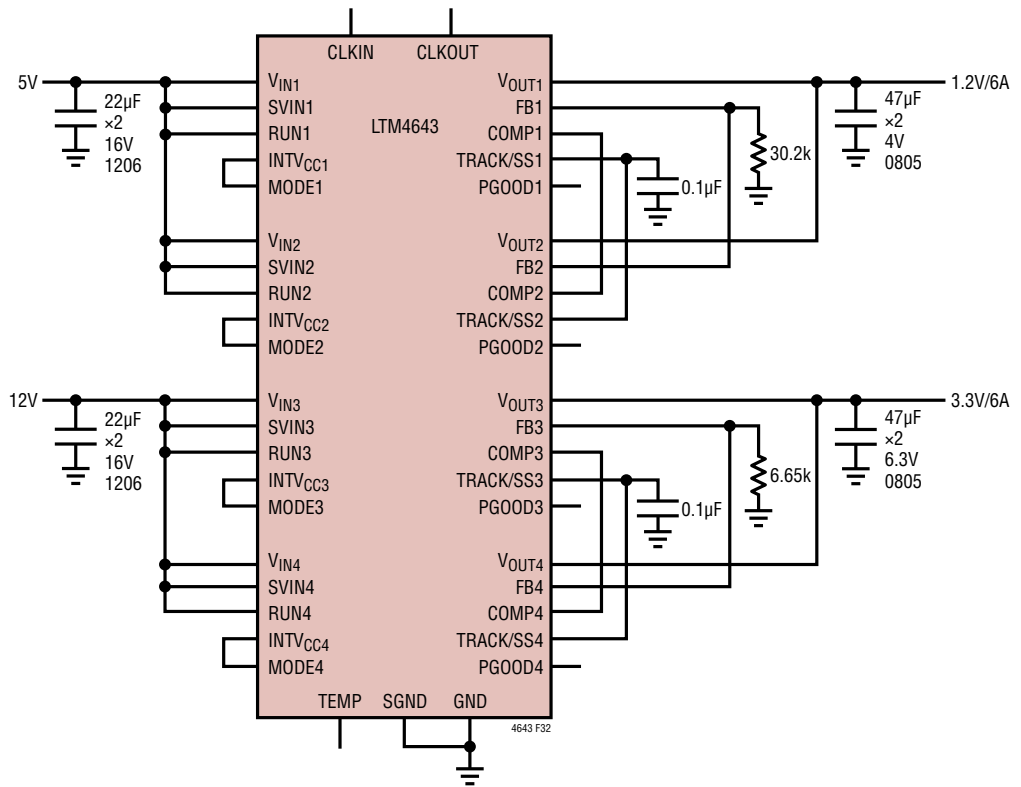 CLKIN CLKOUT
5V
22µF
×2
16V
1206
VIN1
SVIN1
RUN1
INTVCC1
MODE1
VIN2
SVIN2
RUN2
INTVCC2
MODE2
LTM4643
VOUT1
FB1
COMP1
TRACK/SS1
PGOOD1
VOUT2
FB2
COMP2
TRACK/SS2
PGOOD2
0.1µF
30.2k
47µF
×2
4V
0805
1.2V/6A
12V
22µF
×2
16V
1206
VIN3
SVIN3
RUN3
INTVCC3
MODE3
VIN4
SVIN4
RUN4
INTVCC4
MODE4
VOUT3
FB3
COMP3
TRACK/SS3
PGOOD3
VOUT4
FB4
COMP4
TRACK/SS4
PGOOD4
0.1µF
6.65k
47µF
×2
6.3V
0805
3.3V/6A
TEMP SGND GND
4643 F32